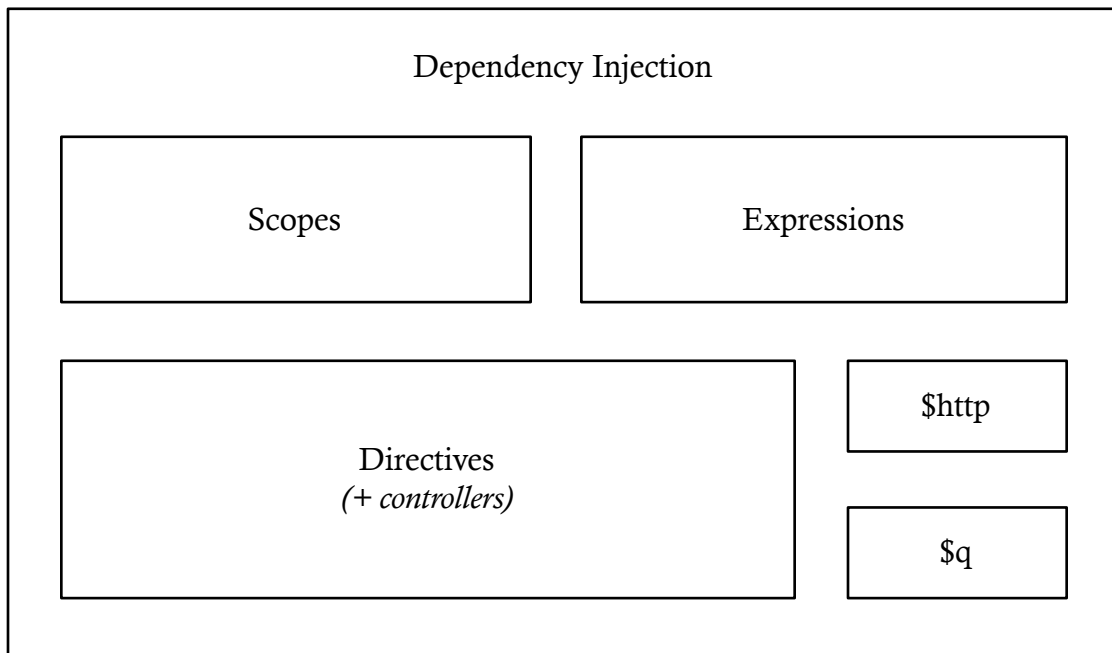 Dependency Injection
Scopes
Expressions
Directives
(+ controllers)
$http
$q